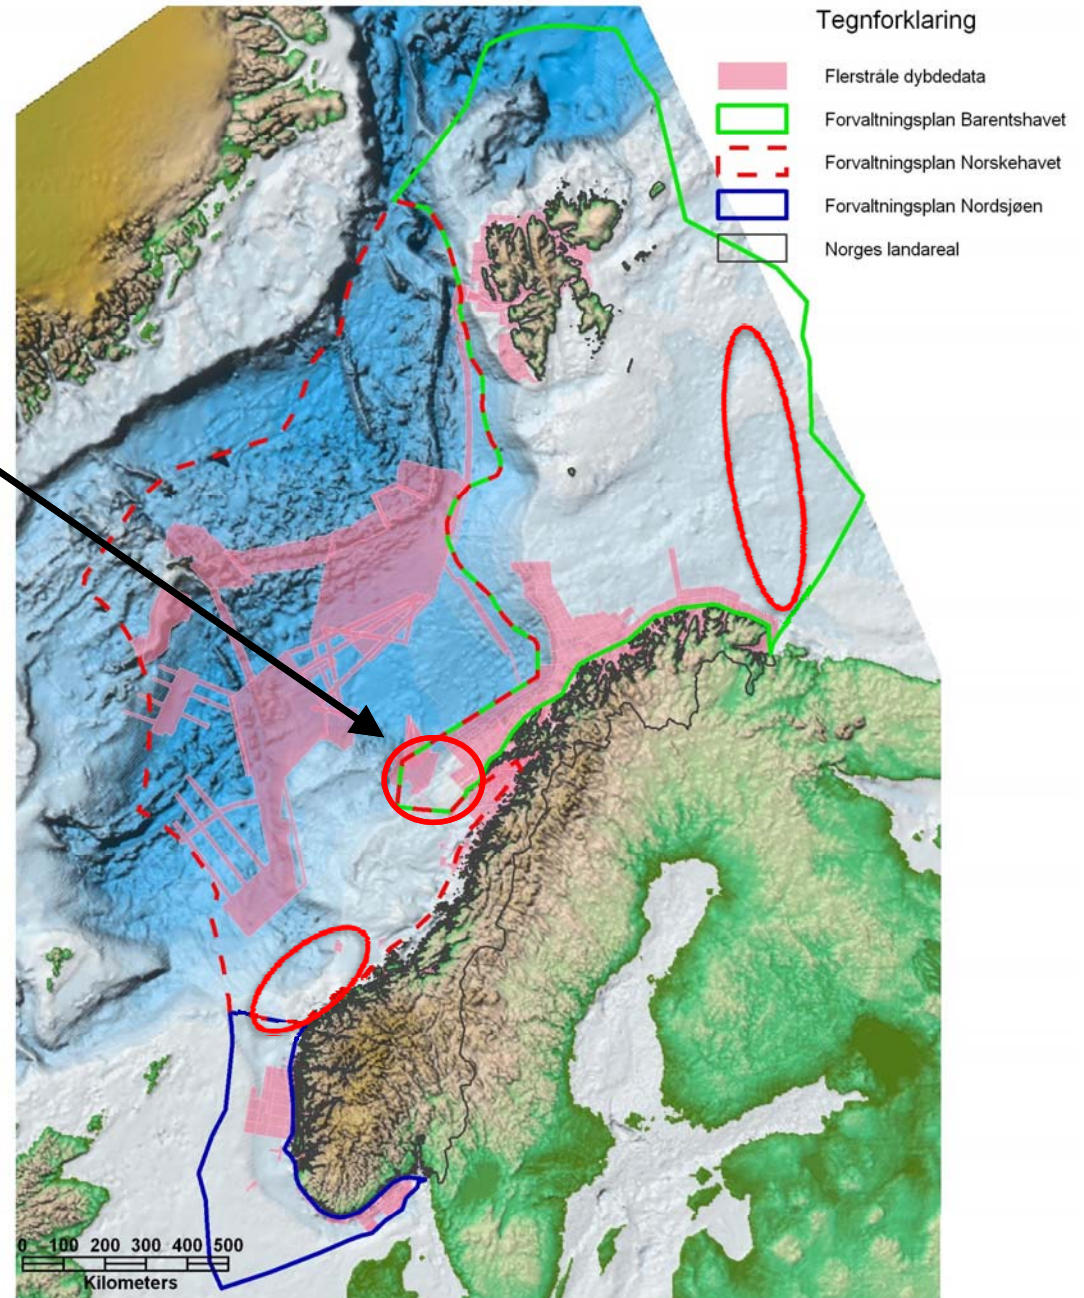 Tegnforklaring
Flerstråle dybdedata
Forvaltningsplan Barentshavet
Forvaltningsplan Norskehavet
Forvaltningsplan Nordsjøen
Norges landareal
0 100 200 300 400 500
Kilometers